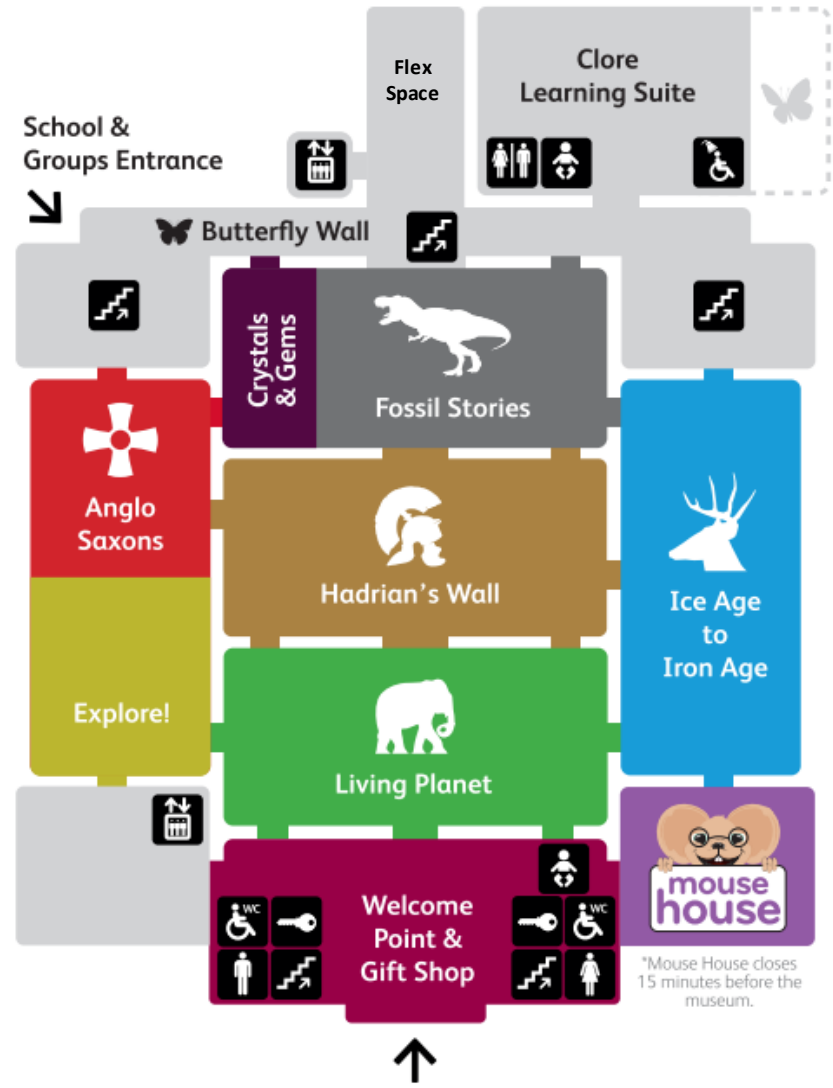 Flex
Space
Clore
Learning Suite
School &
Groups Entrance
Butterfly Wall
Crystals
& Gems
Fossil Stories
Anglo
Saxons
Hadrian's Wall
Ice Age
to
Iron Age
Explore!
Living Planet
mouse
house
Welcome
Point &
Gift Shop
WC
WC
*Mouse House closes
15 minutes before the
museum.